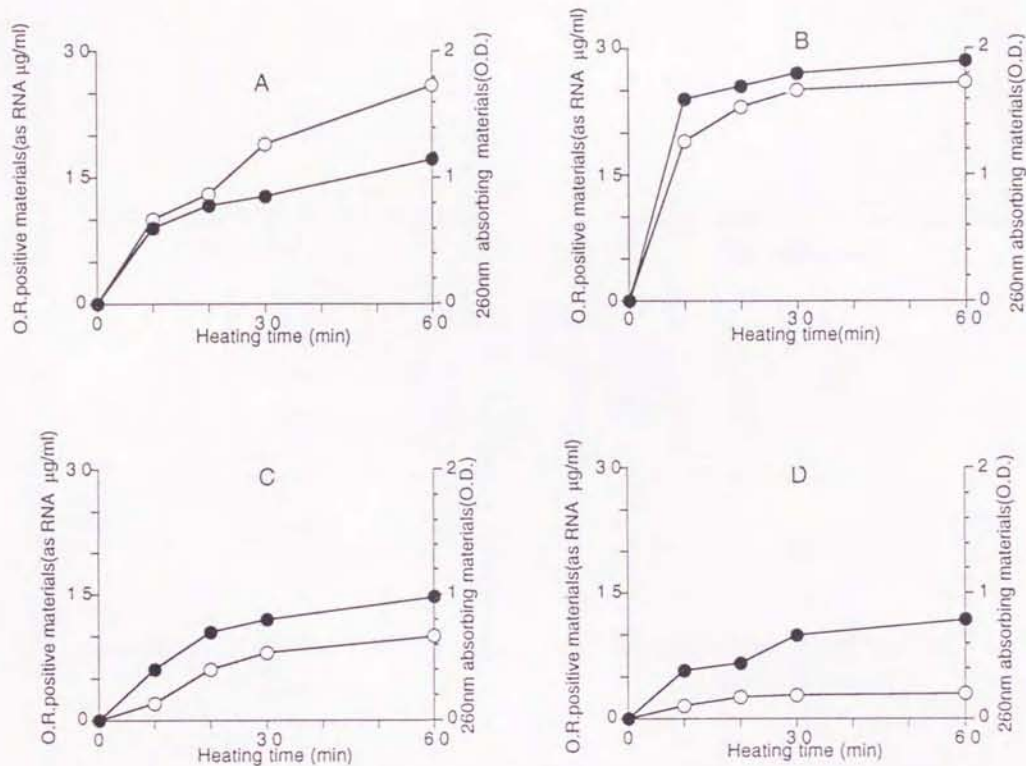 A
O.R.positive materials(as RNA µg/ml)
30
15
0
2
1
0
260nm absorbing materials(O.D.)
0 30 60
Heating time (min)
B
O.R.positive materials(as RNA µg/ml)
30
15
0
2
1
0
260nm absorbing materials(O.D.)
0 30 60
Heating time(min)
C
O.R.positive materials(as RNA µg/ml)
30
15
0
2
1
0
260nm absorbing materials(O.D.)
0 30 60
Heating time (min)
D
O.R.positive materials(as RNA µg/ml)
30
15
0
2
1
0
260nm absorbing materials(O.D.)
0 30 60
Heating time (min)